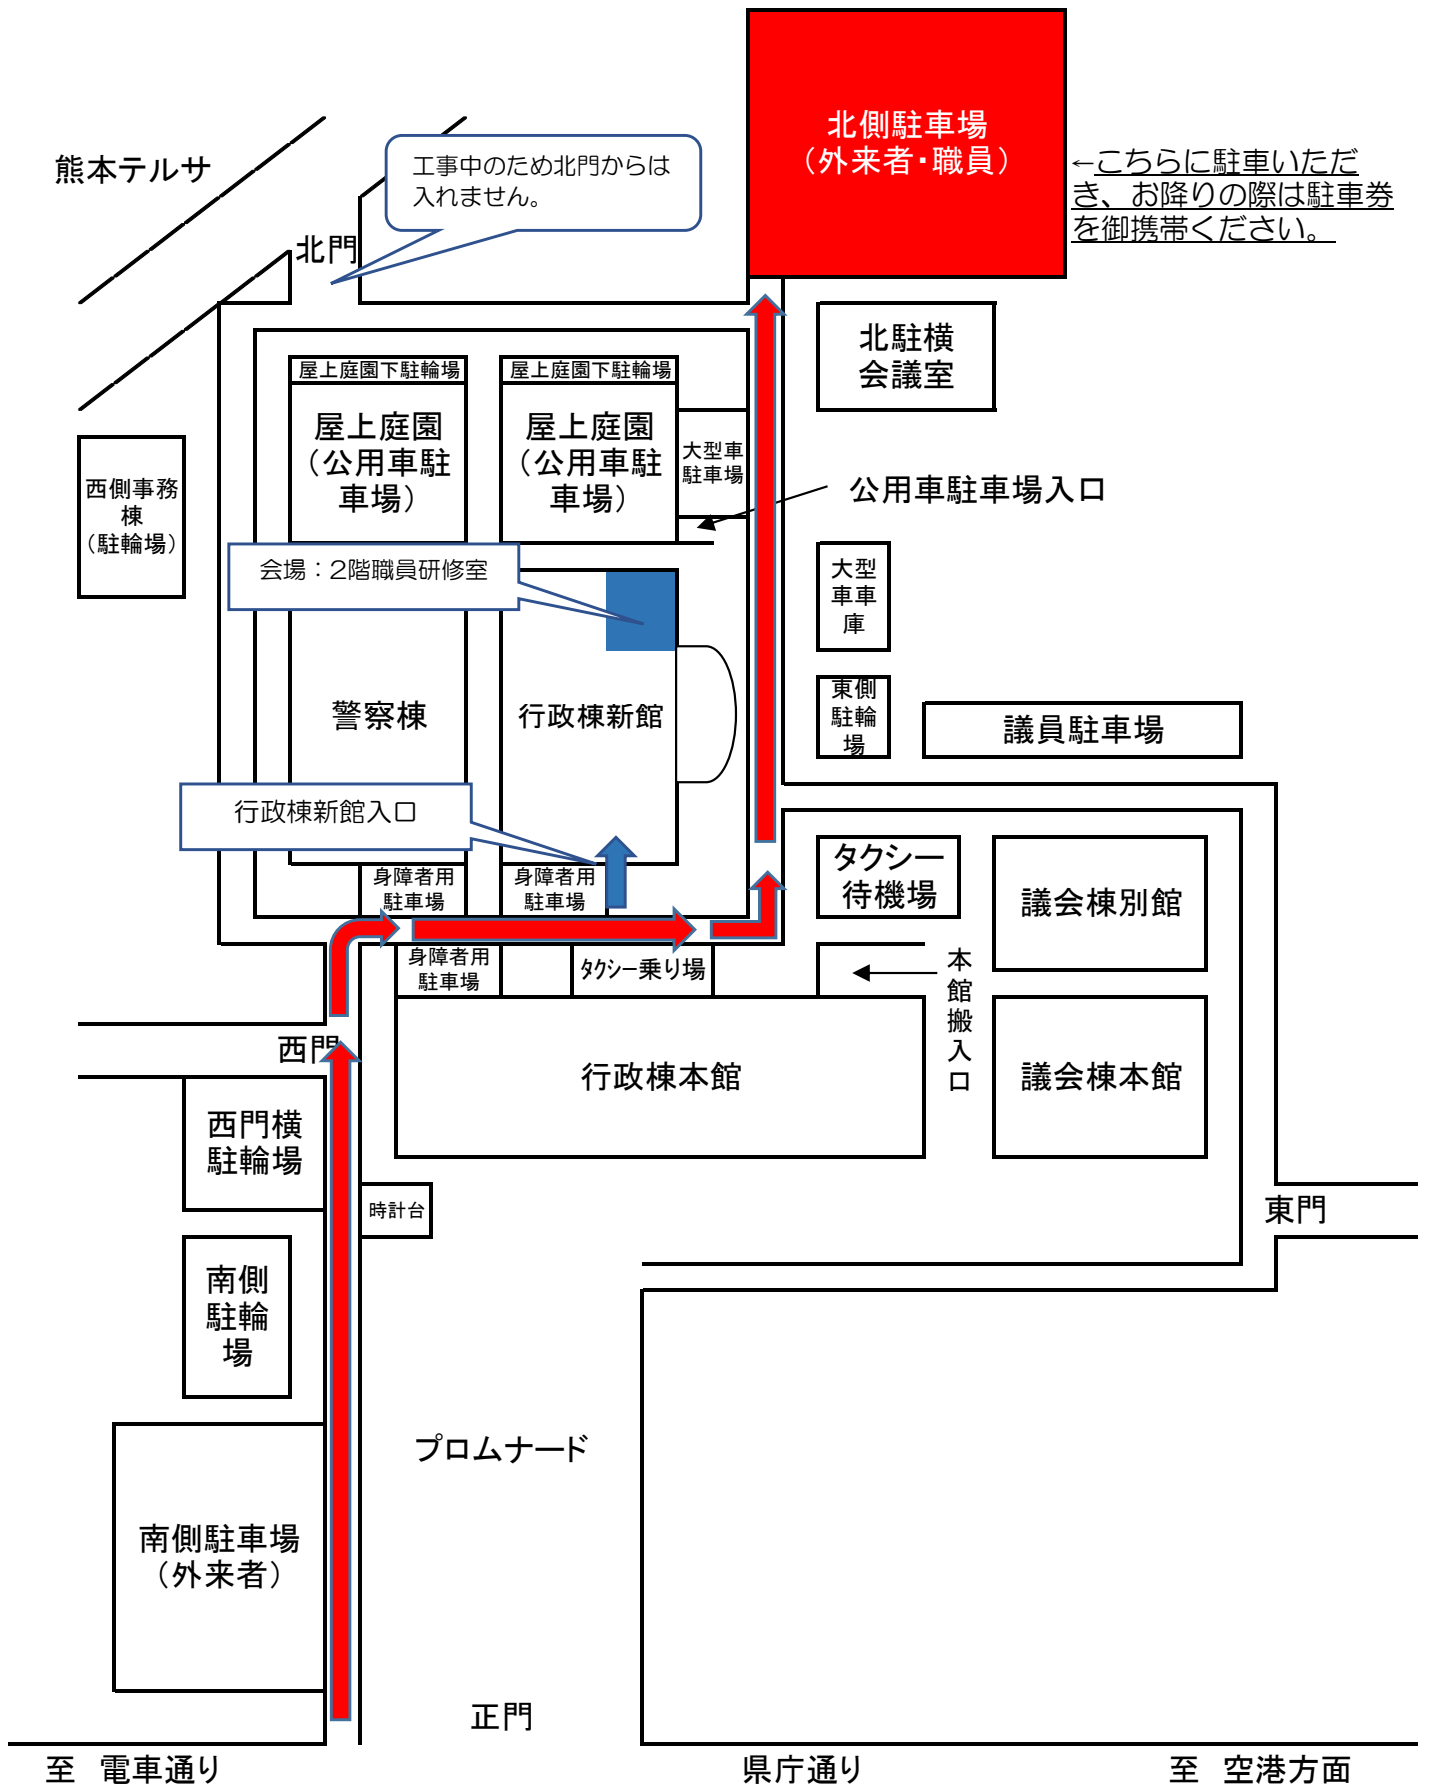 北側駐車場
（外来者・職員）
←こちらに駐車いただ
き、お降りの際は駐車券
を御携帯ください。
熊本テルサ
工事中のため北門からは
入れません。
北門
北駐横
会議室
屋上庭園下駐輪場
屋上庭園
（公用車駐
車場）
屋上庭園下駐輪場
屋上庭園
（公用車駐
車場）
大型車
駐車場
公用車駐車場入口
西側事務
棟
（駐輪場）
会場：2階職員研修室
大型
車車
庫
東側
駐輪
場
議員駐車場
警察棟
行政棟新館
行政棟新館入口
身障者用
駐車場
身障者用
駐車場
タクシー
待機場
議会棟別館
身障者用
駐車場
タクシー乗り場
本
館
搬
入
口
西門
行政棟本館
議会棟本館
西門横
駐輪場
時計台
東門
南側
駐輪
場
プロムナード
南側駐車場
（外来者）
正門
至　電車通り
県庁通り
至　空港方面